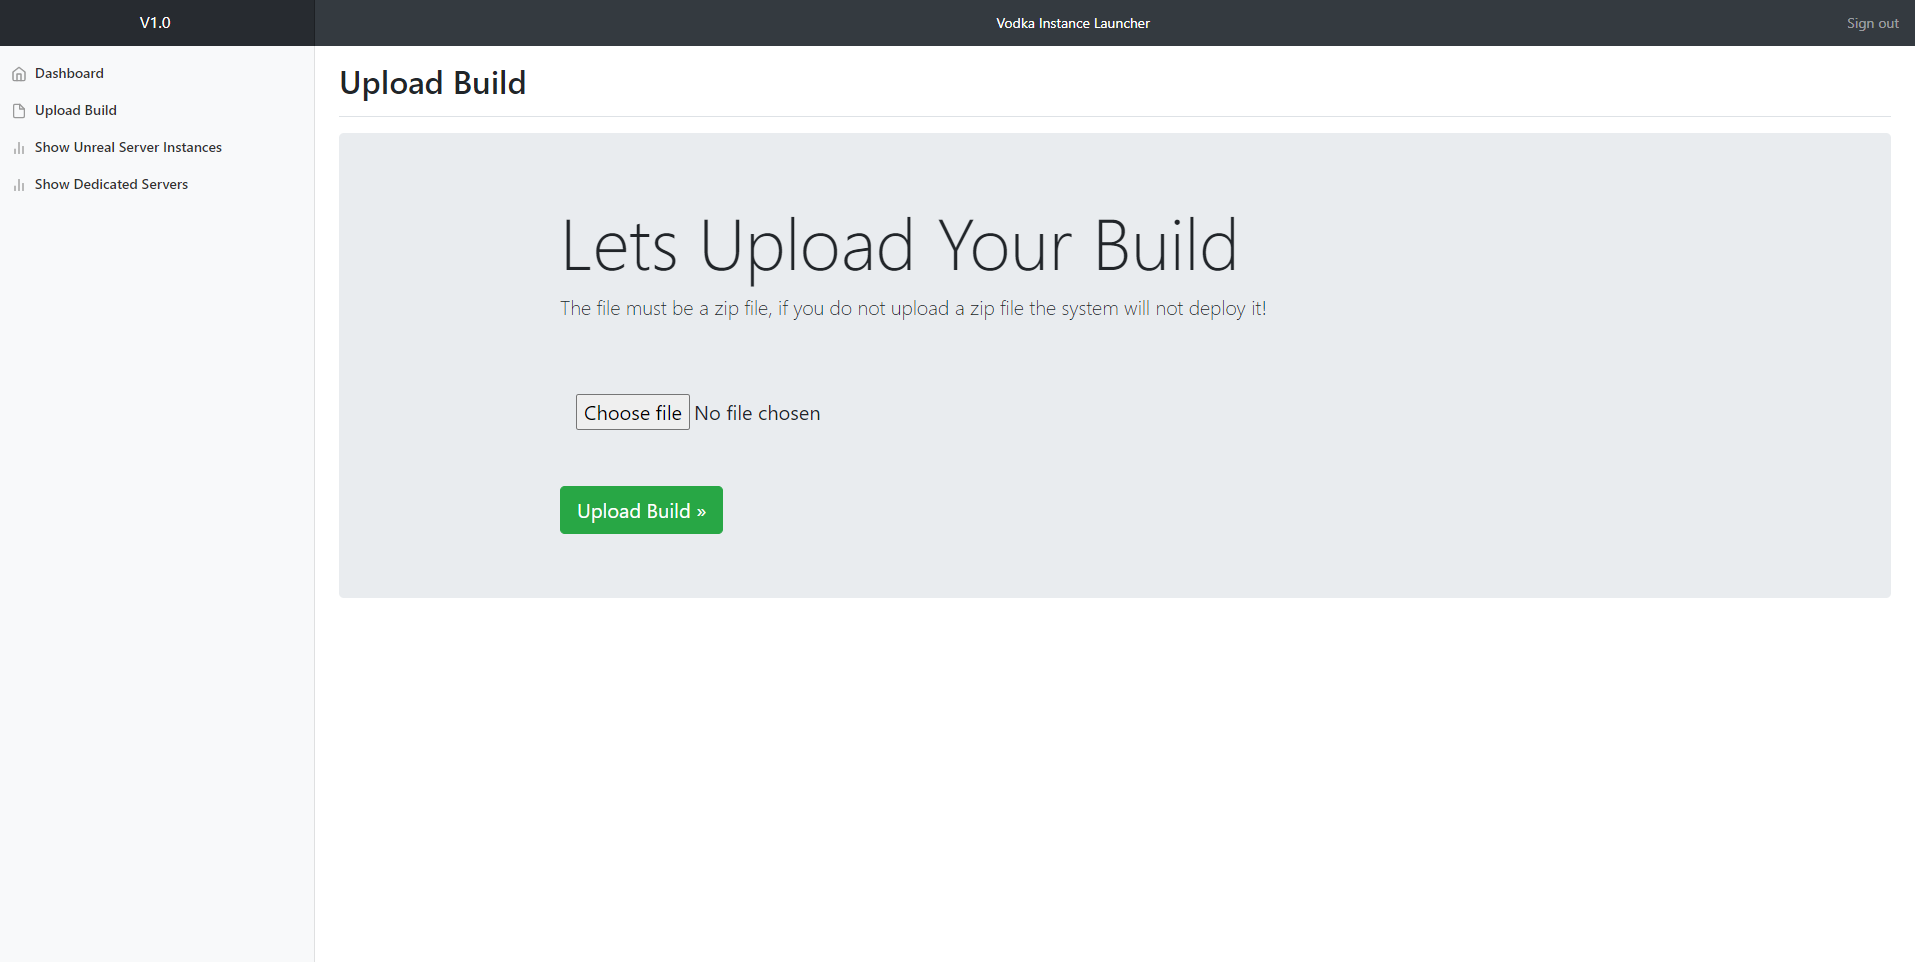 V1.0
Vodka Instance Launcher
Sign out
Dashboard
Upload Build
Show Unreal Server Instances
Show Dedicated Servers
Upload Build
Lets Upload Your Build
The file must be a zip file, if you do not upload a zip file the system will not deploy it!
Choose file No file chosen
Upload Build »